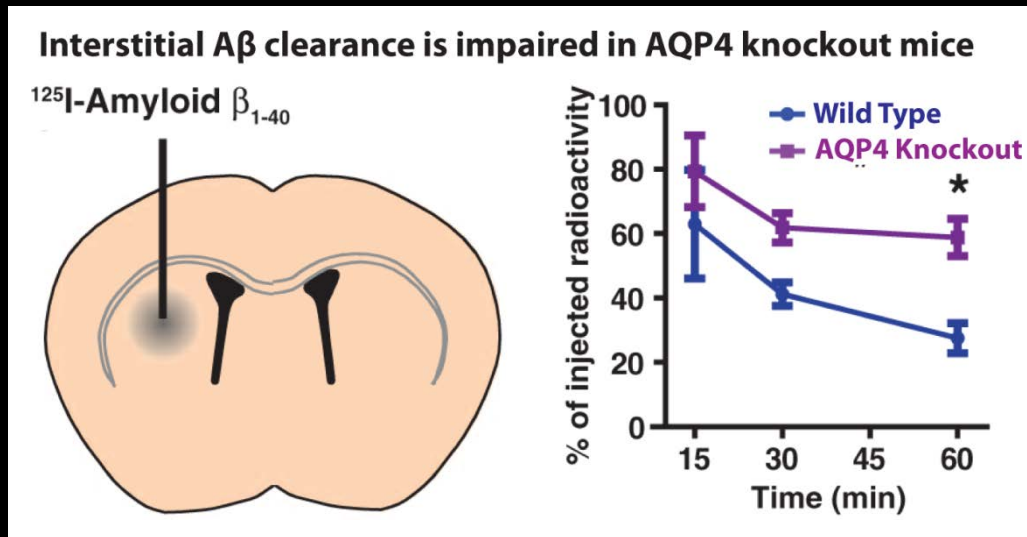 Interstitial Aβ clearance is impaired in AQP4 knockout mice
¹²⁵I-Amyloid β₁₋₄₀
% of injected radioactivity
100
80
60
40
20
0
Wild Type
AQP4 Knockout
*
15 30 45 60
Time (min)